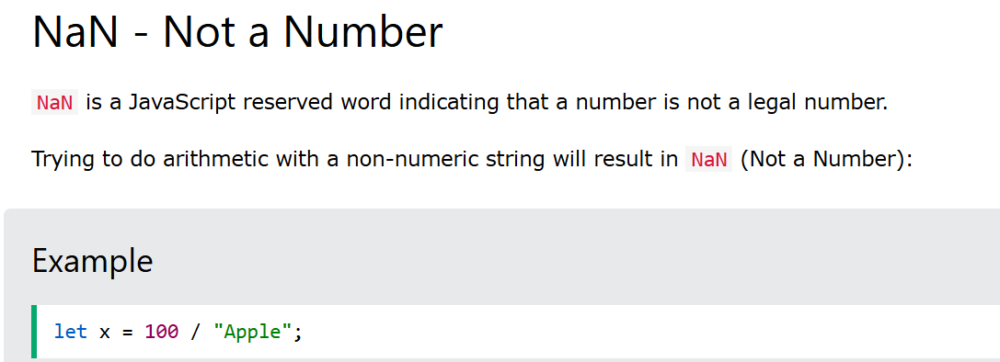 NaN - Not a Number
NaN is a JavaScript reserved word indicating that a number is not a legal number.
Trying to do arithmetic with a non-numeric string will result in NaN (Not a Number):
Example
let x = 100 / "Apple";